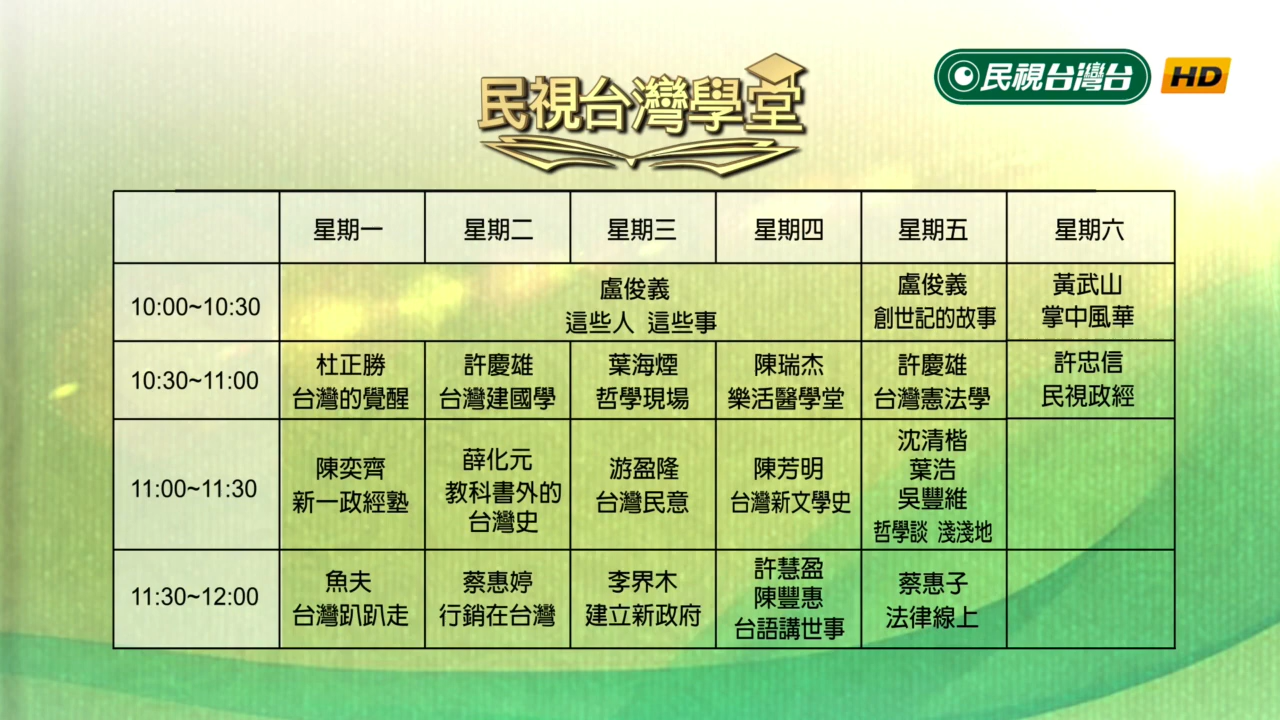 民視台灣學堂
民視台灣台 HD
星期一 星期二 星期三 星期四 星期五 星期六
10:00~10:30
盧俊義
這些人 這些事
盧俊義
創世記的故事
黃武山
掌中風華
10:30~11:00
杜正勝
台灣的覺醒
許慶雄
台灣建國學
葉海煙
哲學現場
陳瑞杰
樂活醫學堂
許慶雄
台灣憲法學
許忠信
民視政經
11:00~11:30
陳奕齊
新一政經塾
薛化元
教科書外的
台灣史
游盈隆
台灣民意
陳芳明
台灣新文學史
沈清楷
葉浩
吳豐維
哲學談 淺淺地
11:30~12:00
魚夫
台灣趴趴走
蔡惠婷
行銷在台灣
李界木
建立新政府
許慧盈
陳豐惠
台語講世事
蔡惠子
法律線上